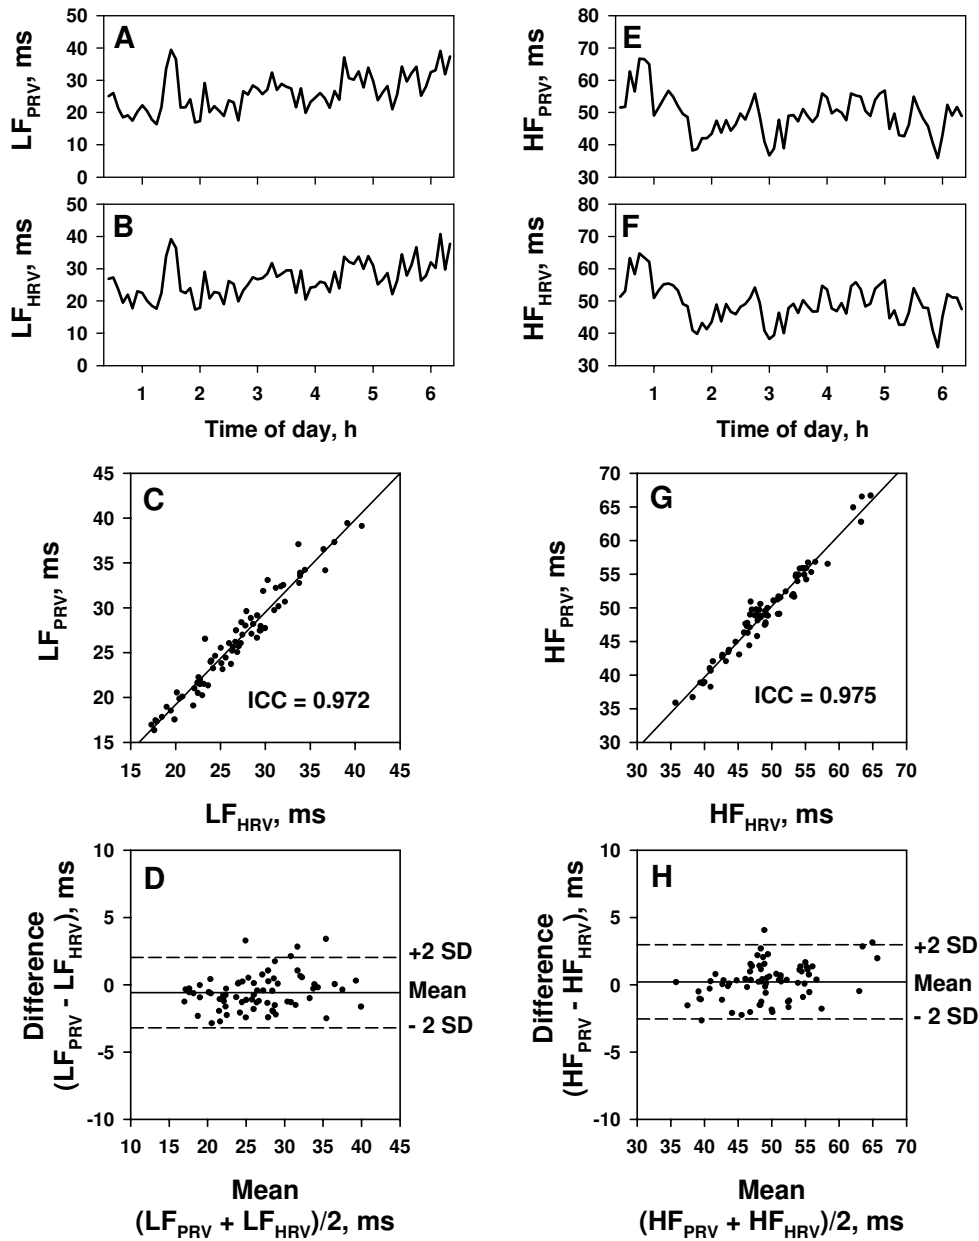 A
50
40
30
20
10
0
LF_PRV, ms
E
80
70
60
50
40
30
HF_PRV, ms
B
50
40
30
20
10
0
LF_HRV, ms
1 2 3 4 5 6
Time of day, h
F
80
70
60
50
40
30
HF_HRV, ms
1 2 3 4 5 6
Time of day, h
C
45
40
35
30
25
20
15
LF_PRV, ms
ICC = 0.972
15 20 25 30 35 40 45
LF_HRV, ms
G
70
65
60
55
50
45
40
35
30
HF_PRV, ms
ICC = 0.975
30 35 40 45 50 55 60 65 70
HF_HRV, ms
D
10
5
0
-5
-10
Difference
(LF_PRV - LF_HRV), ms
+2 SD
Mean
- 2 SD
10 15 20 25 30 35 40 45
Mean
(LF_PRV + LF_HRV)/2, ms
H
10
5
0
-5
-10
Difference
(HF_PRV - HF_HRV), ms
+2 SD
Mean
- 2 SD
30 35 40 45 50 55 60 65 70
Mean
(HF_PRV + HF_HRV)/2, ms